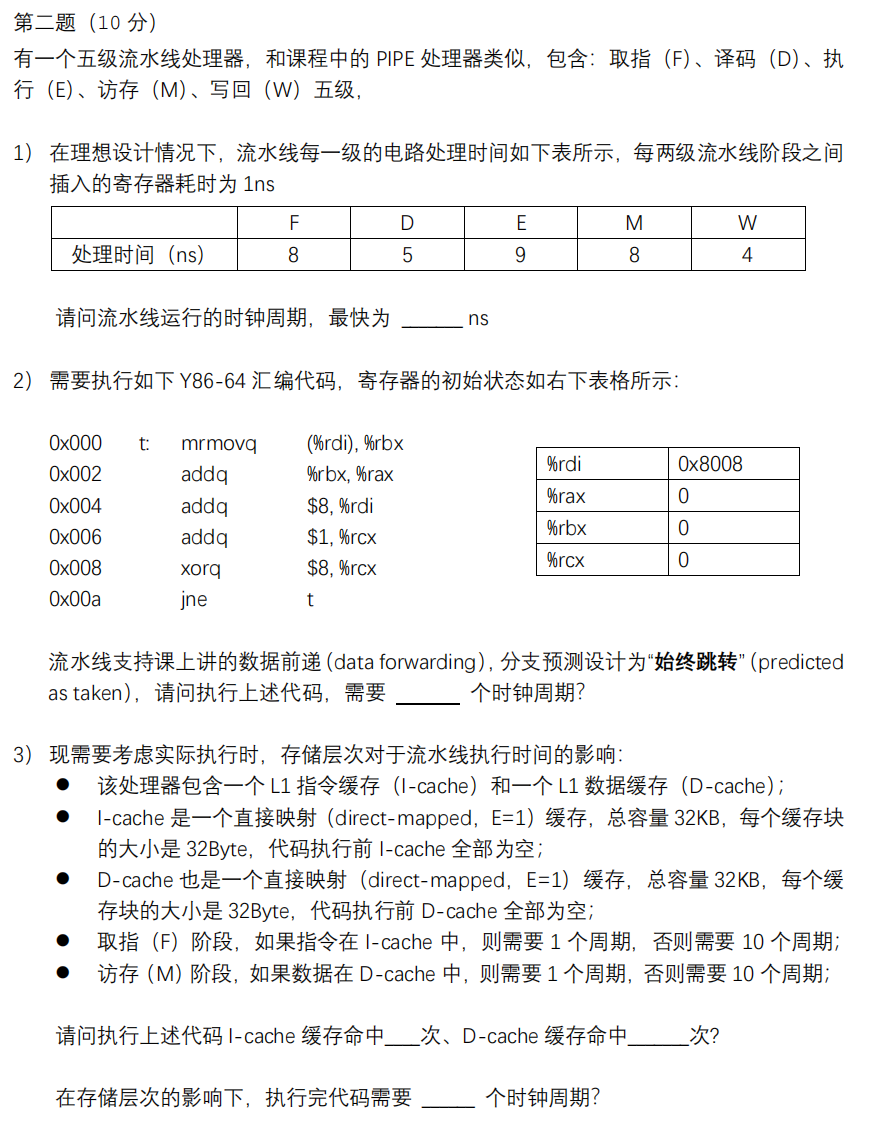 第二题（10 分）
有一个五级流水线处理器，和课程中的 PIPE 处理器类似，包含：取指（F）、译码（D）、执
行（E）、访存（M）、写回（W）五级，
1） 在理想设计情况下，流水线每一级的电路处理时间如下表所示，每两级流水线阶段之间
插入的寄存器耗时为 1ns
F D E M W
处理时间（ns） 8 5 9 8 4
请问流水线运行的时钟周期，最快为 ______ ns
2） 需要执行如下 Y86-64 汇编代码，寄存器的初始状态如右下表格所示：
0x000 t: mrmovq (%rdi), %rbx
0x002 addq %rbx, %rax
0x004 addq $8, %rdi
0x006 addq $1, %rcx
0x008 xorq $8, %rcx
0x00a jne t
%rdi 0x8008
%rax 0
%rbx 0
%rcx 0
流水线支持课上讲的数据前递（data forwarding），分支预测设计为“始终跳转”（predicted
as taken），请问执行上述代码，需要 ______ 个时钟周期？
3） 现需要考虑实际执行时，存储层次对于流水线执行时间的影响：
● 该处理器包含一个 L1 指令缓存（I-cache）和一个 L1 数据缓存（D-cache）；
● I-cache 是一个直接映射（direct-mapped，E=1）缓存，总容量 32KB，每个缓存块
的大小是 32Byte，代码执行前 I-cache 全部为空；
● D-cache 也是一个直接映射（direct-mapped，E=1）缓存，总容量 32KB，每个缓
存块的大小是 32Byte，代码执行前 D-cache 全部为空；
● 取指（F）阶段，如果指令在 I-cache 中，则需要 1 个周期，否则需要 10 个周期；
● 访存（M）阶段，如果数据在 D-cache 中，则需要 1 个周期，否则需要 10 个周期；
请问执行上述代码 I-cache 缓存命中___次、D-cache 缓存命中______次?
在存储层次的影响下，执行完代码需要 _____ 个时钟周期？